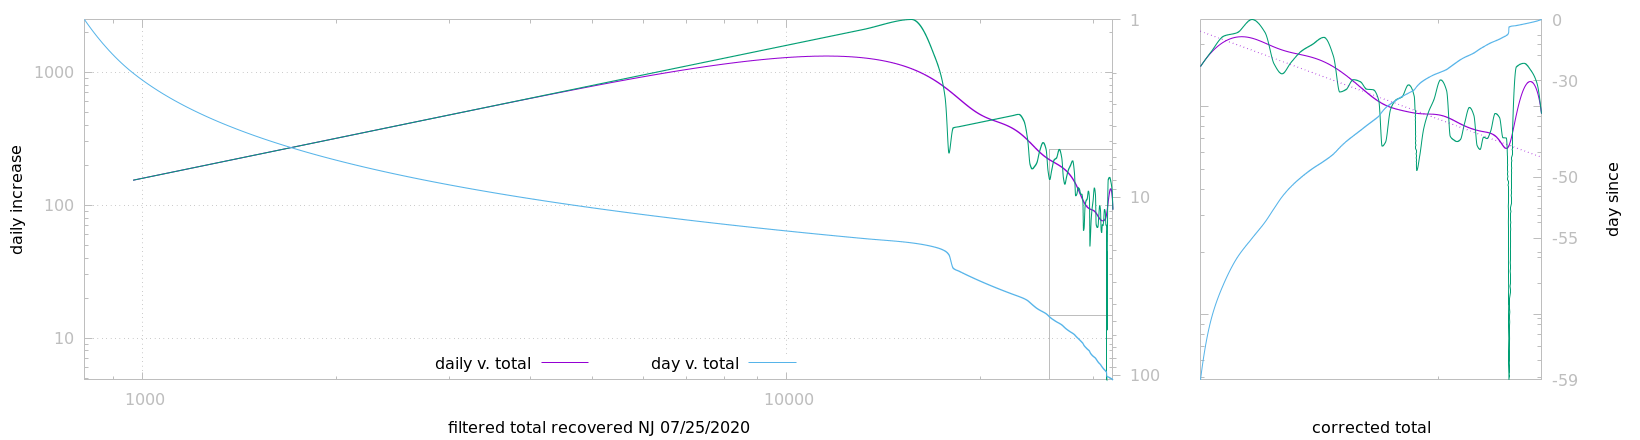 daily increase
1000
100
10
1000
10000
filtered total recovered NJ 07/25/2020
daily v. total
day v. total
1
10
100
0
-30
-50
-55
-59
day since
corrected total